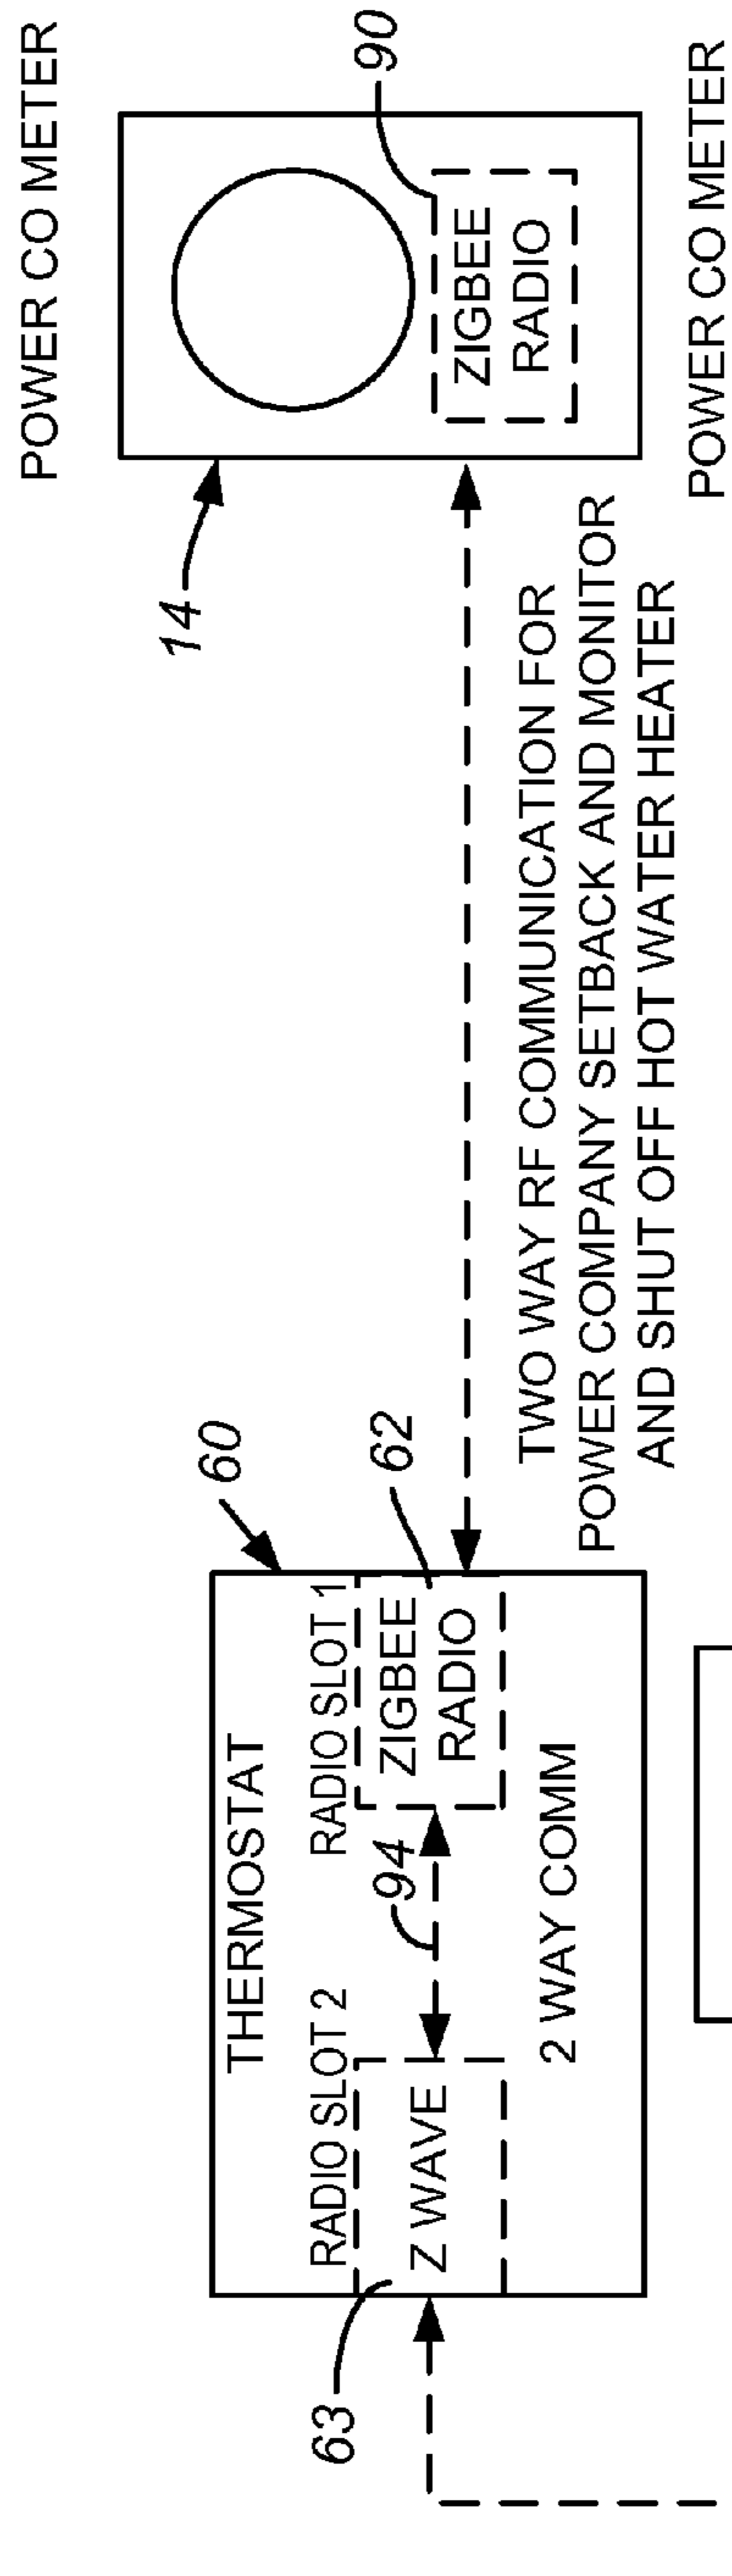 POWER CO METER
14
90
ZIGBEE
RADIO
60
THERMOSTAT
RADIO SLOT 2
RADIO SLOT 1
63
Z WAVE
94
ZIGBEE
RADIO
62
2 WAY COMM
TWO WAY RF COMMUNICATION FOR
POWER COMPANY SETBACK AND MONITOR
AND SHUT OFF HOT WATER HEATER
POWER CO METER